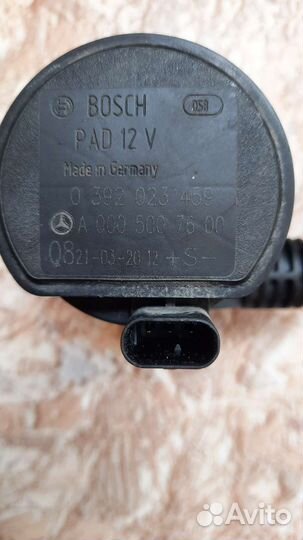 BOSCH
058
PAD 12 V
Made in Germany
0 392 023 459
A 000 500 76 00
Q8 21-03-2012 +S-
Avito